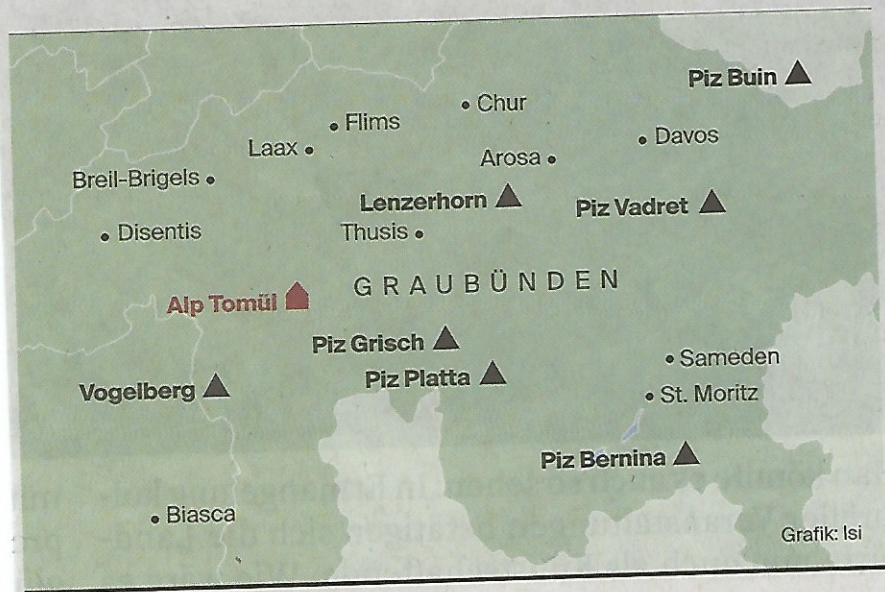 Piz Buin
Chur
Flims
Davos
Laax
Arosa
Breil-Brigels
Lenzerhorn
Piz Vadret
Disentis
Thusis
GRAUBÜNDEN
Alp Tomül
Piz Grisch
Sameden
Piz Platta
Vogelberg
St. Moritz
Piz Bernina
Biasca
Grafik: Isi